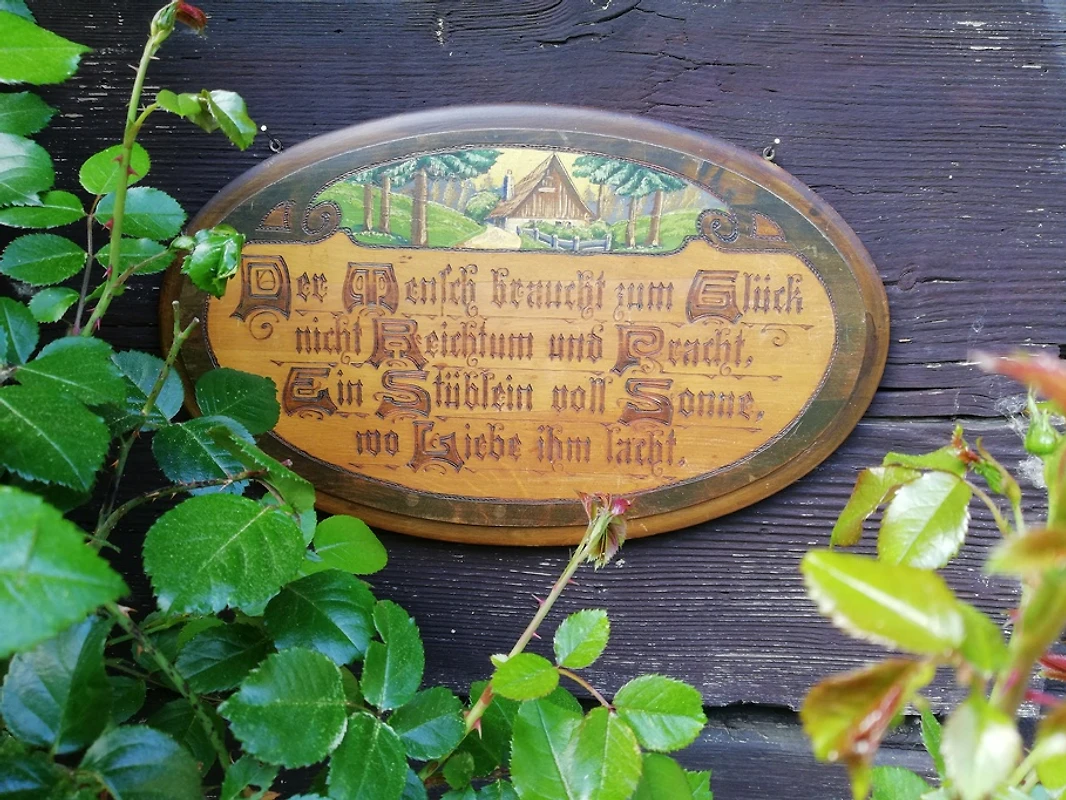 Der Mensch braucht zum Glück
nicht Reichtum und Pracht,
Ein Stüblein voll Sonne,
wo Liebe ihm lacht.